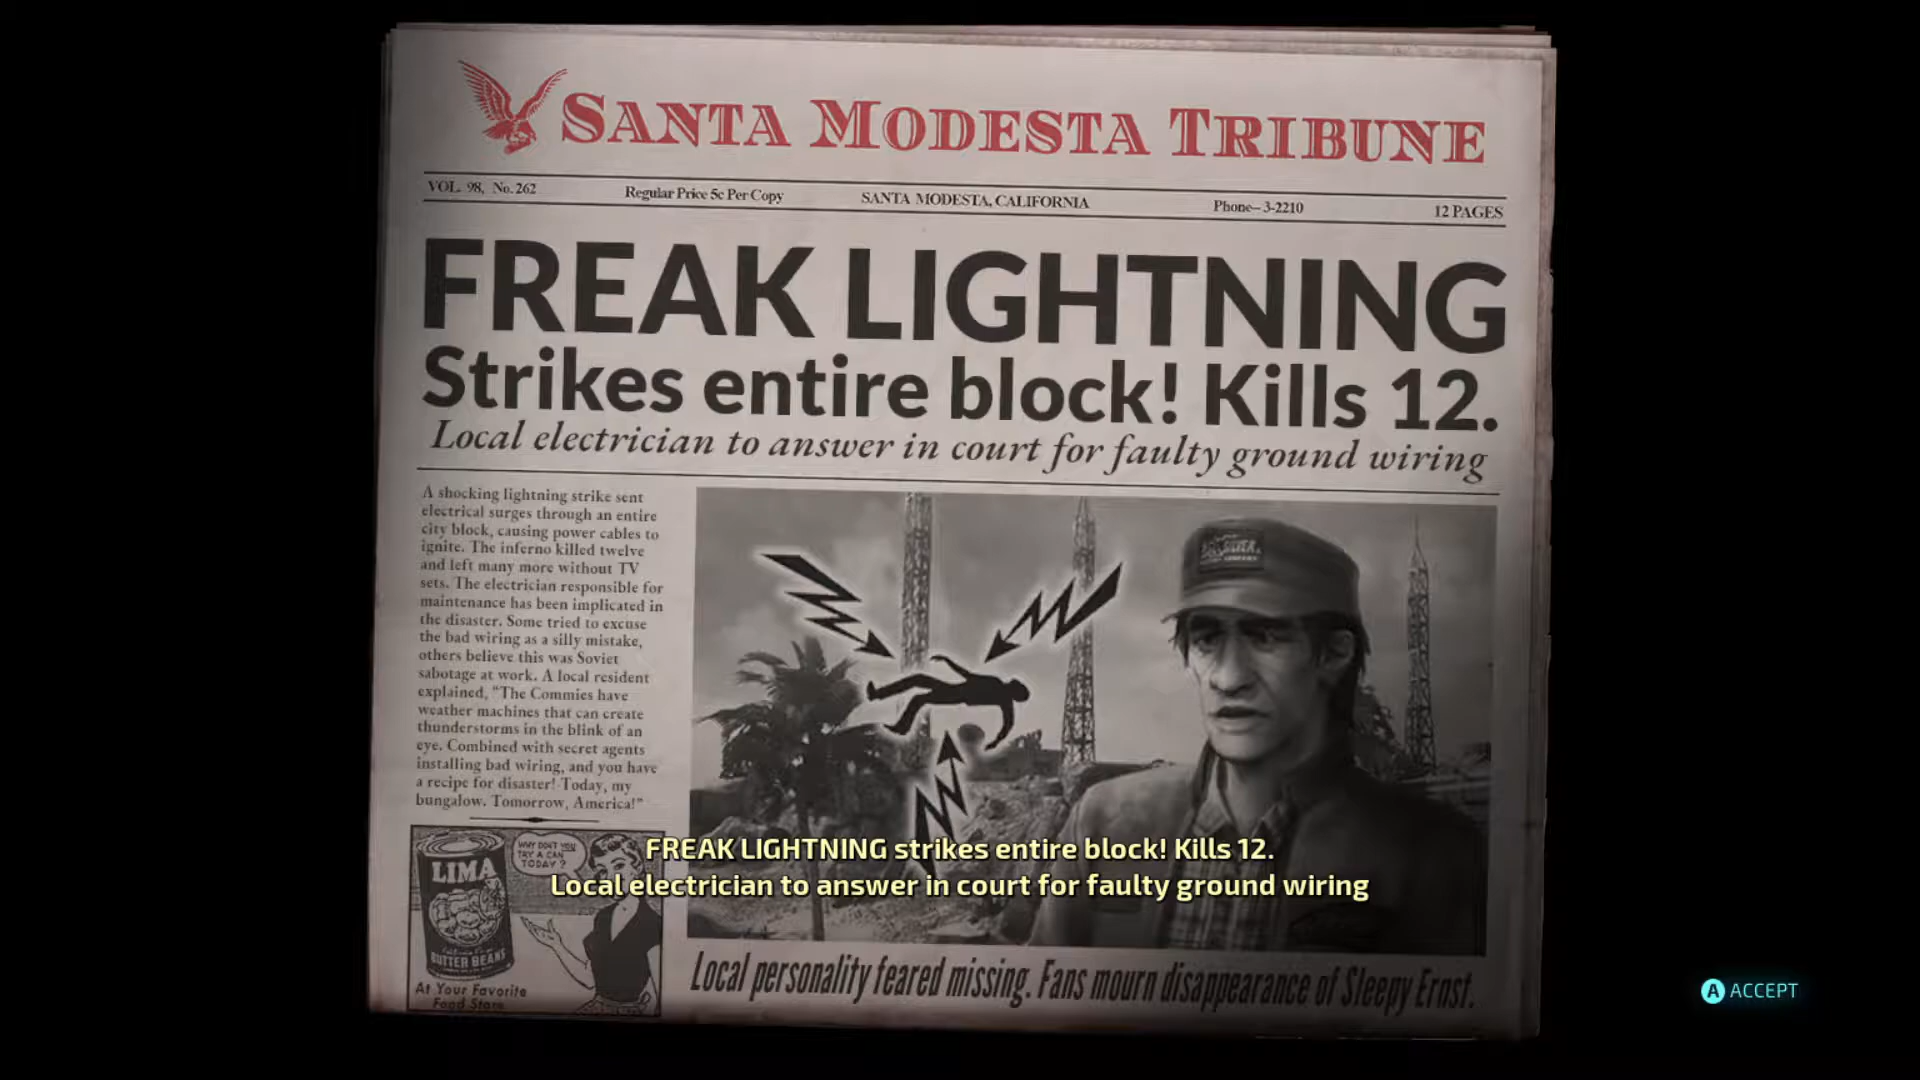 SANTA MODESTA TRIBUNE
VOL. 98, No. 262 Regular Price 5c Per Copy SANTA MODESTA, CALIFORNIA Phone– 3-2210 12 PAGES
FREAK LIGHTNING
Strikes entire block! Kills 12.
Local electrician to answer in court for faulty ground wiring
A shocking lightning strike sent
electrical surges through an entire
city block, causing power cables to
ignite. The inferno killed twelve
and left many more without TV
sets. The electrician responsible for
maintenance has been implicated in
the disaster. Some tried to excuse
the bad wiring as a silly mistake,
others believe this was Soviet
sabotage at work. A local resident
explained, "The Commies have
weather machines that can create
thunderstorms in the blink of an
eye. Combined with secret agents
installing bad wiring, and you have
a recipe for disaster! Today, my
bungalow. Tomorrow, America!"
WHY DON'T YOU
TRY A CAN
TODAY?
LIMA
BUTTER BEANS
At Your Favorite
Food Store
FREAK LIGHTNING strikes entire block! Kills 12.
Local electrician to answer in court for faulty ground wiring
Local personality feared missing. Fans mourn disappearance of Sleepy Ernst.
A ACCEPT